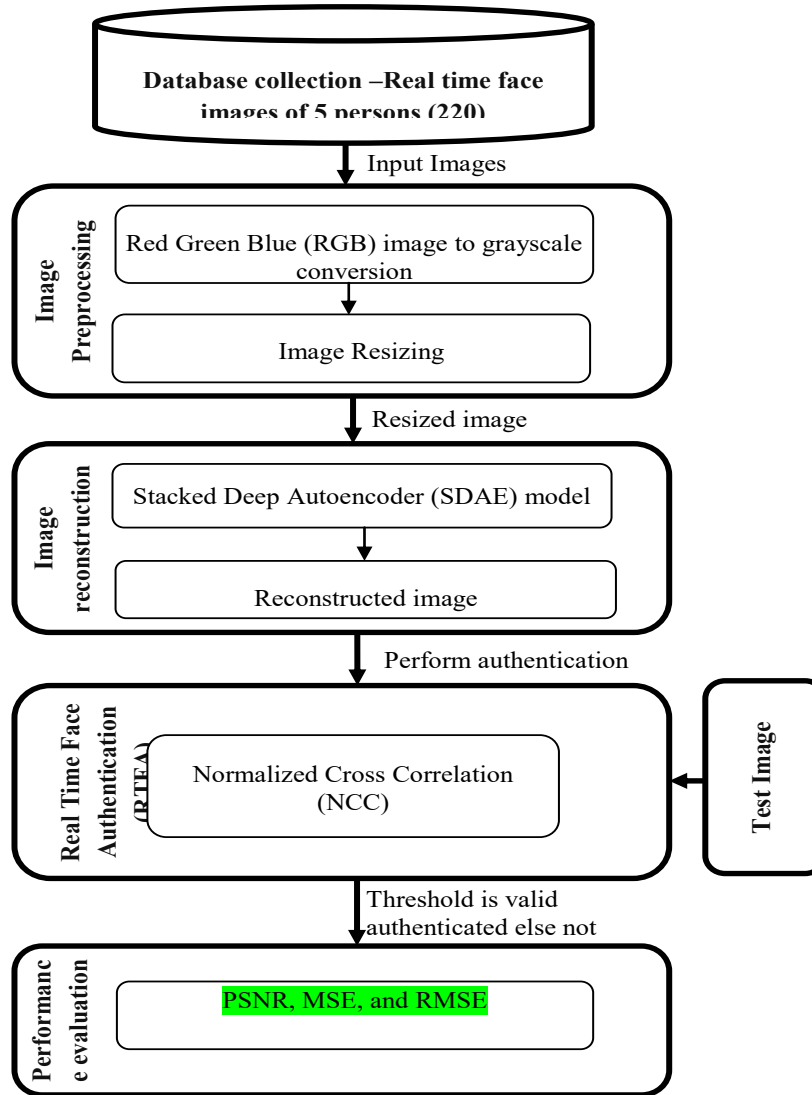 Database collection –Real time face
images of 5 persons (220)
Input Images
Image
Preprocessing
Red Green Blue (RGB) image to grayscale
conversion
Image Resizing
Resized image
Image
reconstruction
Stacked Deep Autoencoder (SDAE) model
Reconstructed image
Perform authentication
Real Time Face
Authentication
(RTFA)
Normalized Cross Correlation
(NCC)
Test Image
Threshold is valid
authenticated else not
Performanc
e evaluation
PSNR, MSE, and RMSE